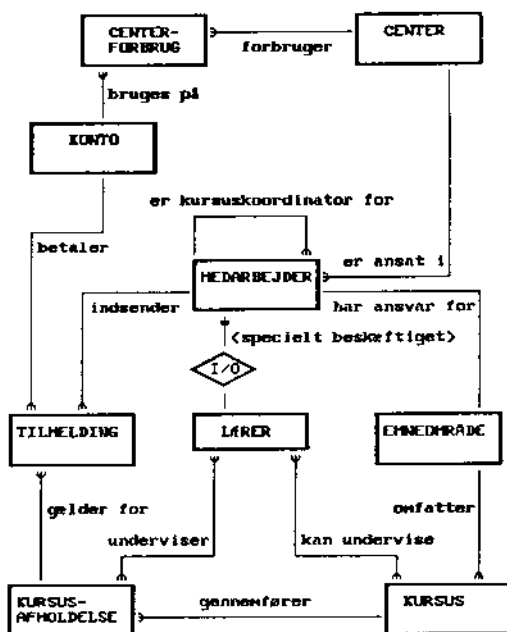 CENTER-
FORBRUG
forbruger
CENTER
bruges på
KONTO
er kursuskoordinator for
betaler
er ansat i
MEDARBEJDER
indsender
har ansvar for
<specielt beskæftiget>
I/O
TILMELDING
LÆRER
EMNEOMRÅDE
gælder for
omfatter
underviser
kan undervise
KURSUS-
AFHOLDELSE
gennemfører
KURSUS